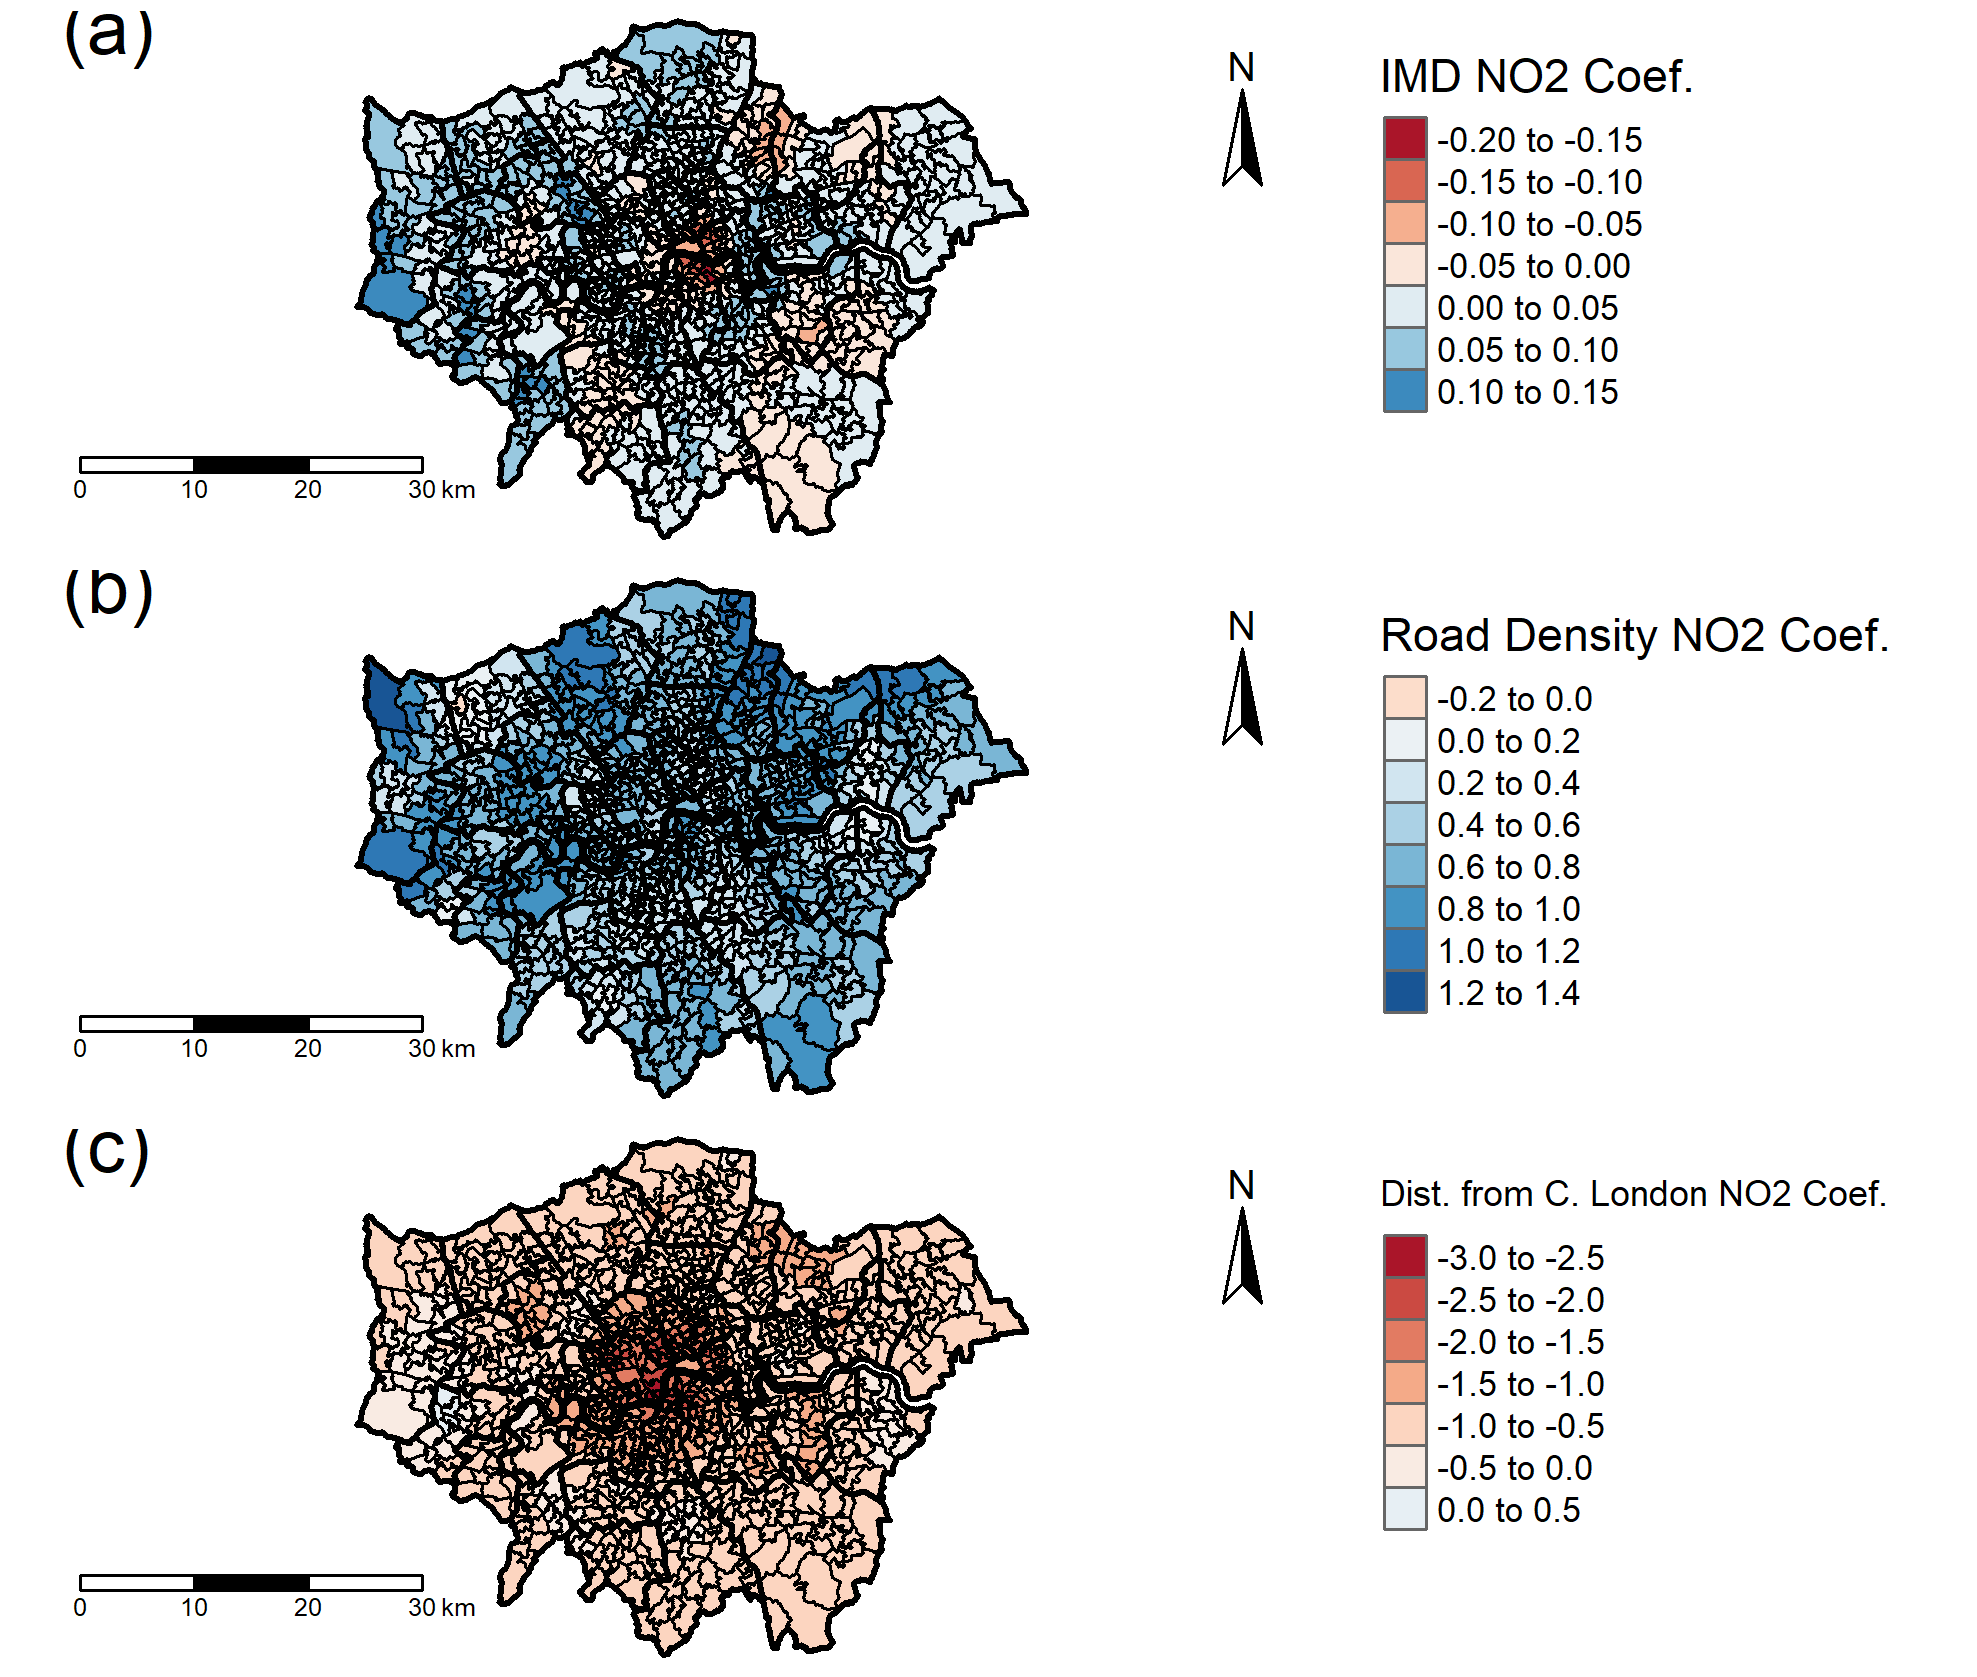 (a)
N
IMD NO2 Coef.
-0.20 to -0.15
-0.15 to -0.10
-0.10 to -0.05
-0.05 to 0.00
0.00 to 0.05
0.05 to 0.10
0.10 to 0.15
0 10 20 30 km
(b)
N
Road Density NO2 Coef.
-0.2 to 0.0
0.0 to 0.2
0.2 to 0.4
0.4 to 0.6
0.6 to 0.8
0.8 to 1.0
1.0 to 1.2
1.2 to 1.4
0 10 20 30 km
(c)
N
Dist. from C. London NO2 Coef.
-3.0 to -2.5
-2.5 to -2.0
-2.0 to -1.5
-1.5 to -1.0
-1.0 to -0.5
-0.5 to 0.0
0.0 to 0.5
0 10 20 30 km